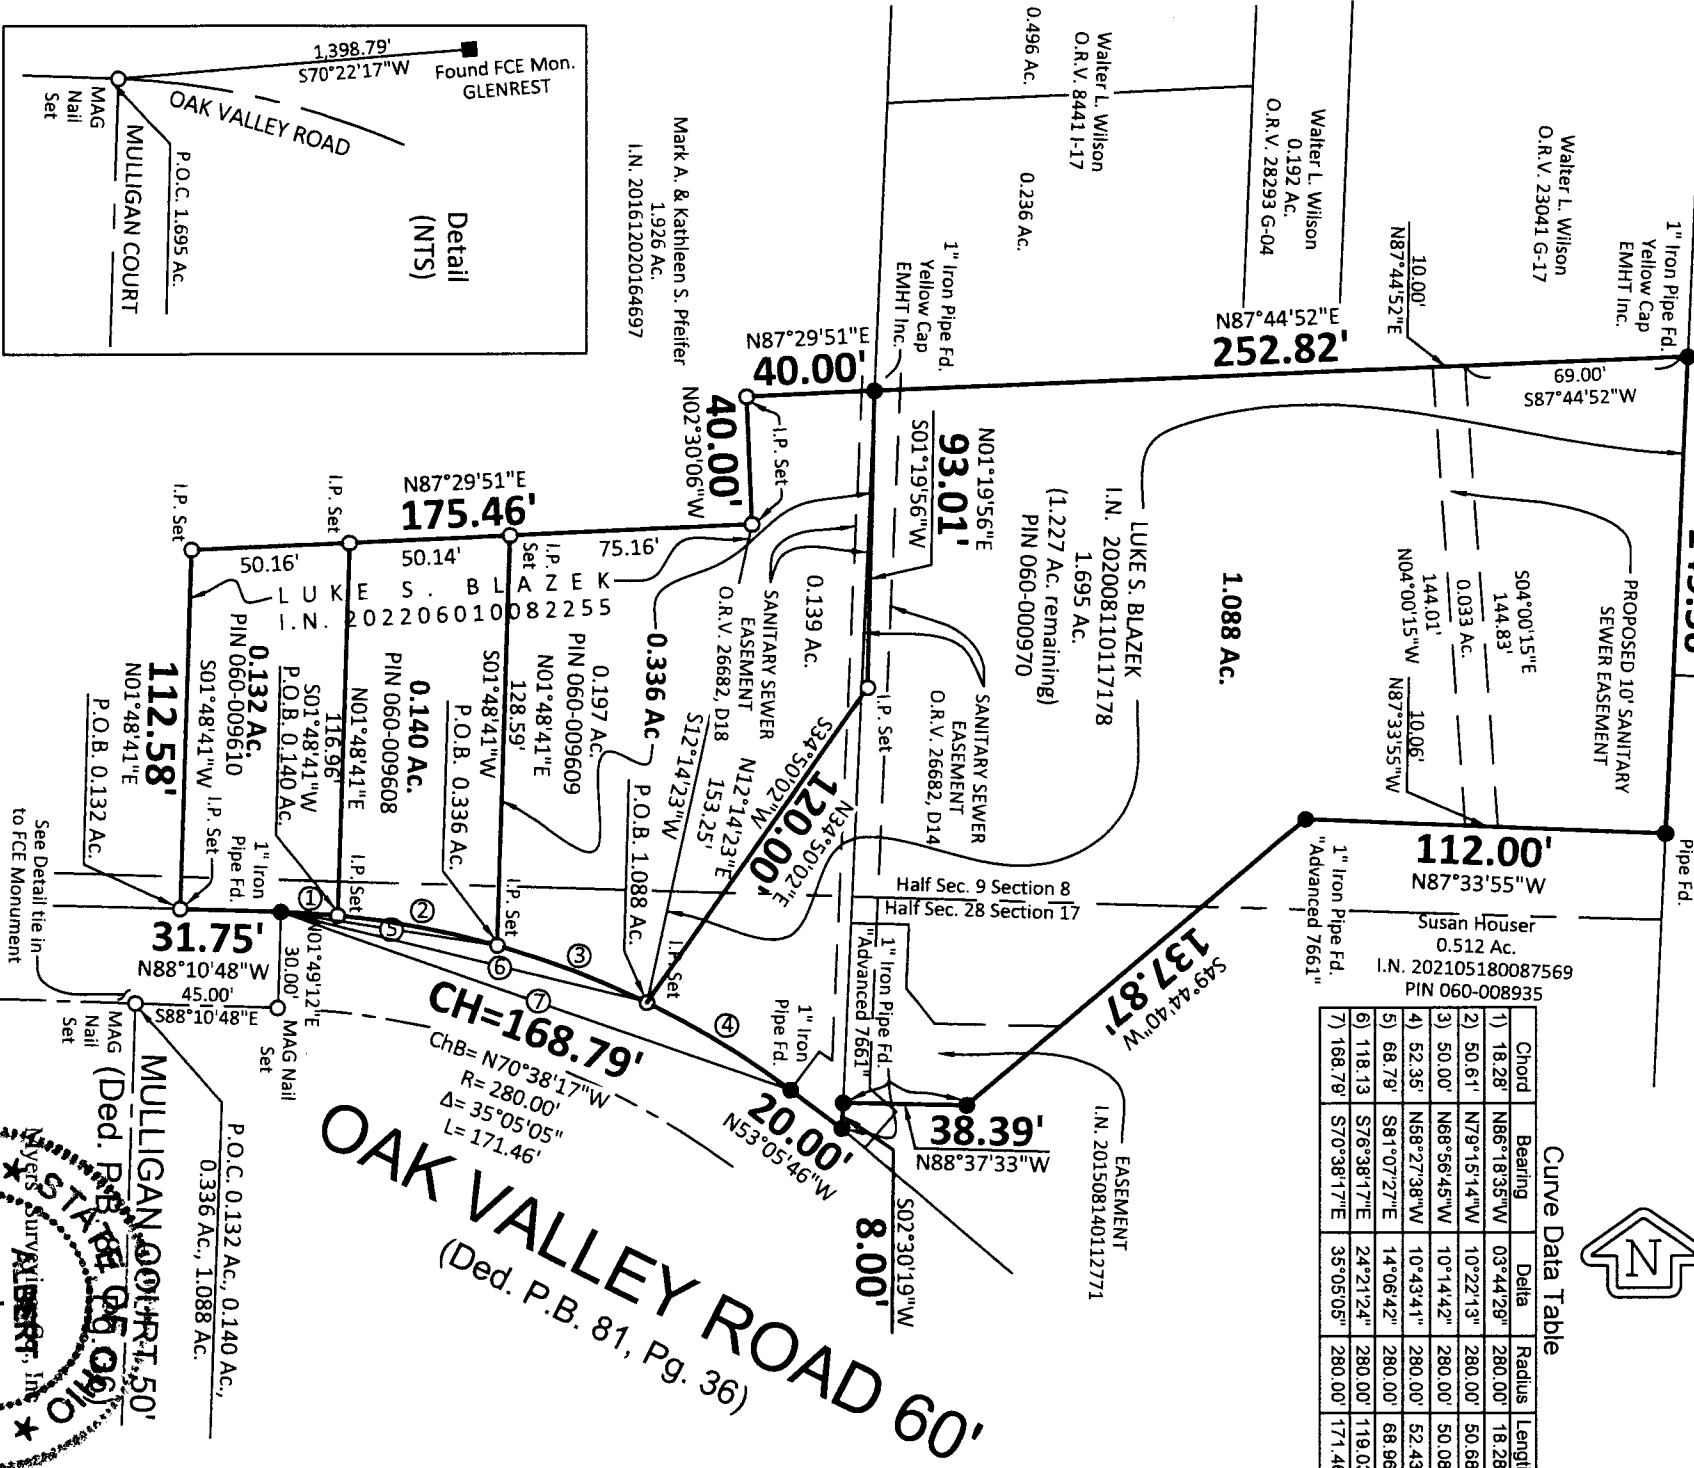 1,398.79'
S70°22'17"W
Found FCE Mon.
GLENREST
OAK VALLEY ROAD
MAG
Nail
Set
MULLIGAN COURT
P.O.C. 1.695 Ac.
Detail
(NTS)
0.496 Ac.
Walter L. Wilson
O.R.V. 8441 I-17
0.236 Ac.
Walter L. Wilson
0.192 Ac.
O.R.V. 28293 G-04
Walter L. Wilson
O.R.V. 23041 G-17
1" Iron Pipe Fd.
Yellow Cap
EMHT Inc.
10.00'
N87°44'52"E
Mark A. & Kathleen S. Pfeifer
1.926 Ac.
I.N. 201612020164697
1" Iron Pipe Fd.
Yellow Cap
EMHT Inc.
N87°29'51"E
40.00'
N87°44'52"E
252.82'
69.00'
S87°44'52"W
40.00'
N02°30'06"W
I.P. Set
N01°19'56"E
93.01'
S01°19'56"W
LUKE S. BLAZEK
I.N. 202008110117178
1.695 Ac.
(1.227 Ac. remaining)
PIN 060-000970
1.088 Ac.
PROPOSED 10' SANITARY
SEWER EASEMENT
S04°00'15"E
144.83'
0.033 Ac.
144.01'
N04°00'15"W
10.06'
N87°33'55"W
N87°29'51"E
175.46'
50.16'
50.14'
75.16'
I.P. Set
I.P. Set
I.P.
Set
LUKE S. BLAZEK
I.N. 202206010082255
0.139 Ac.
SANITARY SEWER
EASEMENT
O.R.V. 26682, D18
SANITARY SEWER
EASEMENT
O.R.V. 26682, D14
I.P. Set
0.336 Ac
0.197 Ac.
PIN 060-009609
N01°48'41"E
128.59'
S01°48'41"W
0.140 Ac.
PIN 060-009608
N01°48'41"E
116.96'
S01°48'41"W
P.O.B. 0.140 Ac.
0.132 Ac.
PIN 060-009610
S01°48'41"W
112.58'
N01°48'41"E
P.O.B. 0.132 Ac.
P.O.B. 0.336 Ac.
P.O.B. 1.088 Ac.
N12°14'23"E
153.25'
S12°14'23"W
S34°50'02"W
120.00'
N34°50'02"E
I.P. Set
1" Iron
Pipe Fd.
I.P. Set
I.P. Set
I.P. Set
1
2
3
4
5
6
7
See Detail tie in
to FCE Monument
31.75'
N88°10'48"W
45.00'
S88°10'48"E
N01°49'12"E
30.00'
MAG Nail
Set
MAG
Nail
Set
Half Sec. 9 Section 8
Half Sec. 28 Section 17
112.00'
N87°33'55"W
Pipe Fd.
1" Iron Pipe Fd.
"Advanced 7661"
Susan Houser
0.512 Ac.
I.N. 202105180087569
PIN 060-008935
137.87'
S49°44'40"W
1" Iron Pipe Fd.
"Advanced 7661"
1" Iron
Pipe Fd.
38.39'
N88°37'33"W
20.00'
N53°05'46"W
S02°30'19"W
8.00'
EASEMENT
I.N. 201508140112771
CH=168.79'
ChB= N70°38'17"W
R= 280.00'
Δ= 35°05'05"
L= 171.46'
OAK VALLEY ROAD 60'
(Ded. P.B. 81, Pg. 36)
P.O.C. 0.132 Ac., 0.140 Ac.,
0.336 Ac., 1.088 Ac.
MULLIGAN COURT 50'
(Ded. P.B.
STATE OF OHIO
ALBERT
Myers Surveying Co., Inc
N
Curve Data Table
Chord Bearing Delta Radius Lengt
1) 18.28' N86°18'35"W 03°44'29" 280.00' 18.28
2) 50.61' N79°15'14"W 10°22'13" 280.00' 50.68
3) 50.00' N68°56'45"W 10°14'42" 280.00' 50.08
4) 52.35' N58°27'38"W 10°43'41" 280.00' 52.43
5) 68.79' S81°07'27"E 14°06'42" 280.00' 68.96
6) 118.13 S76°38'17"E 24°21'24" 280.00' 119.0
7) 168.79' S70°38'17"E 35°05'05" 280.00' 171.4